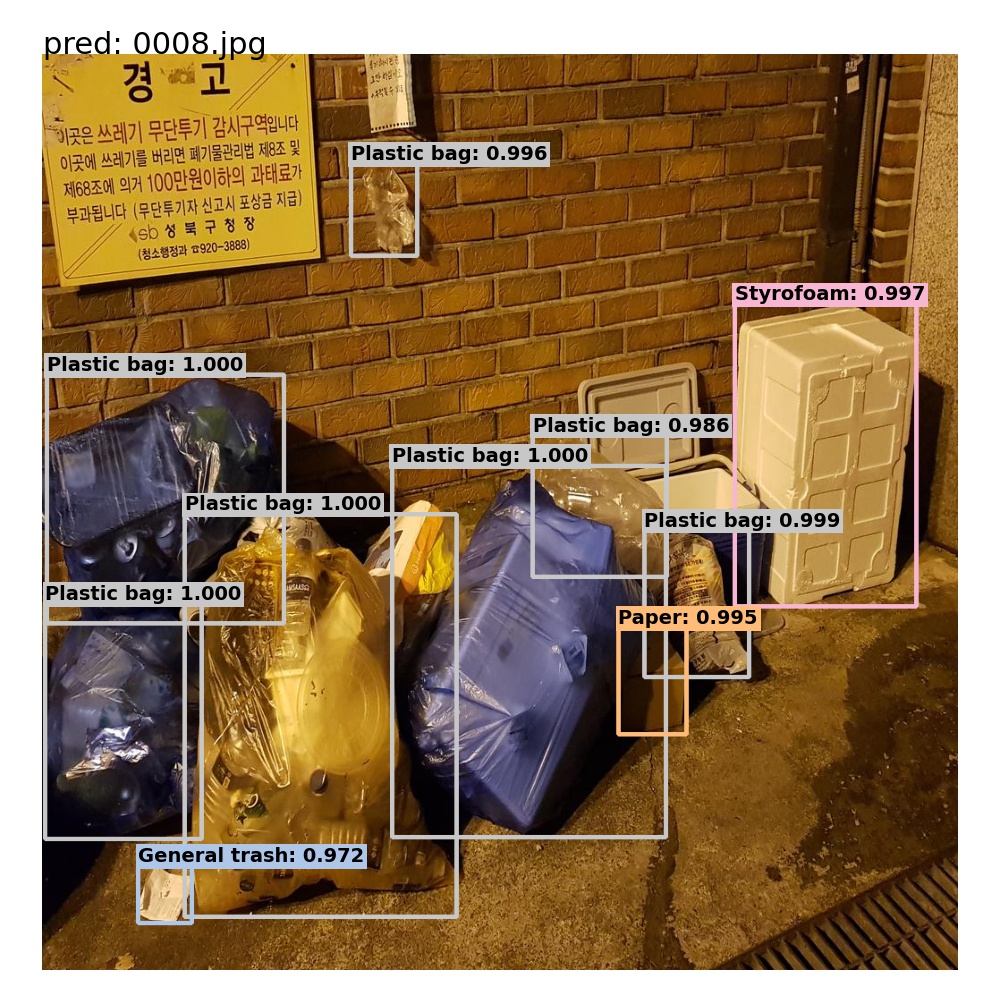 pred: 0008.jpg
경 고
이곳은 쓰레기 무단투기 감시구역입니다
이곳에 쓰레기를 버리면 폐기물관리법 제8조 및
제68조에 의거 100만원이하의 과태료가
부과됩니다 (무단투기자 신고시 포상금 지급)
성북구청장
(청소행정과 ☎920-3888)
Plastic bag: 0.996
Styrofoam: 0.997
Plastic bag: 1.000
Plastic bag: 0.986
Plastic bag: 1.000
Plastic bag: 1.000
Plastic bag: 0.999
Plastic bag: 1.000
Paper: 0.995
General trash: 0.972